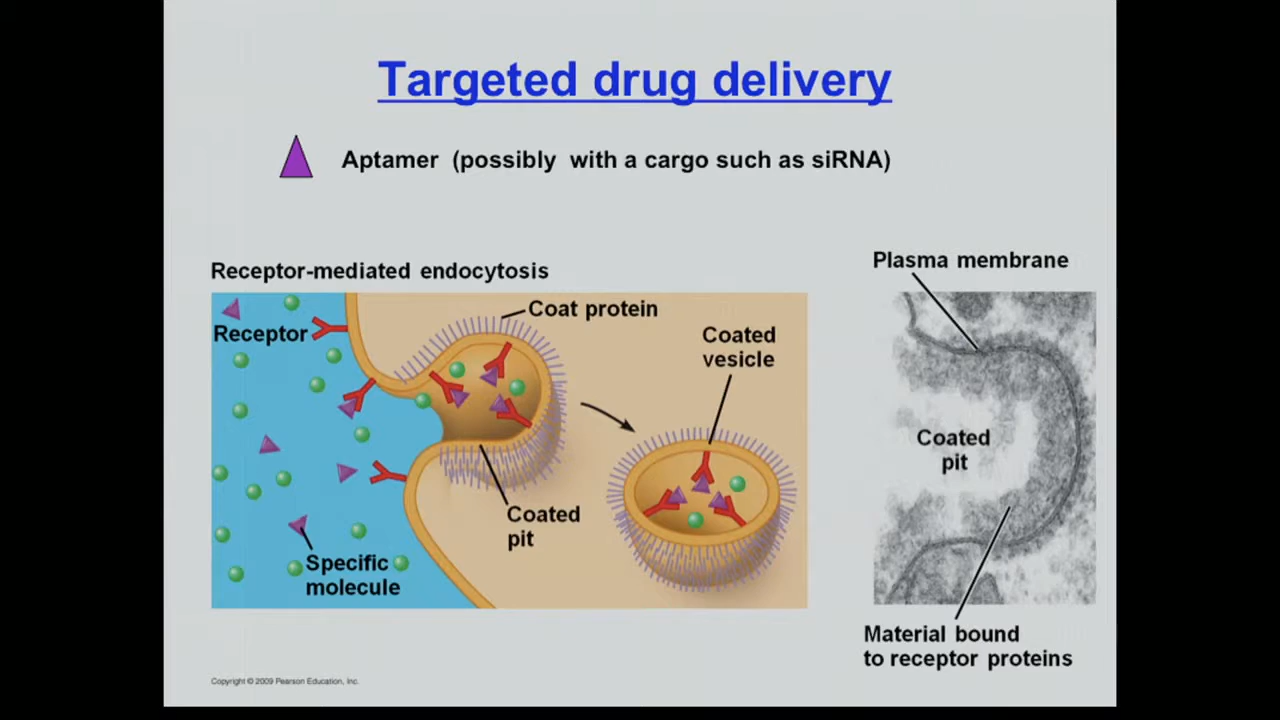 Targeted drug delivery
Aptamer (possibly with a cargo such as siRNA)
Receptor-mediated endocytosis
Receptor
Coat protein
Coated
vesicle
Coated
pit
Specific
molecule
Plasma membrane
Coated
pit
Material bound
to receptor proteins
Copyright © 2009 Pearson Education, Inc.